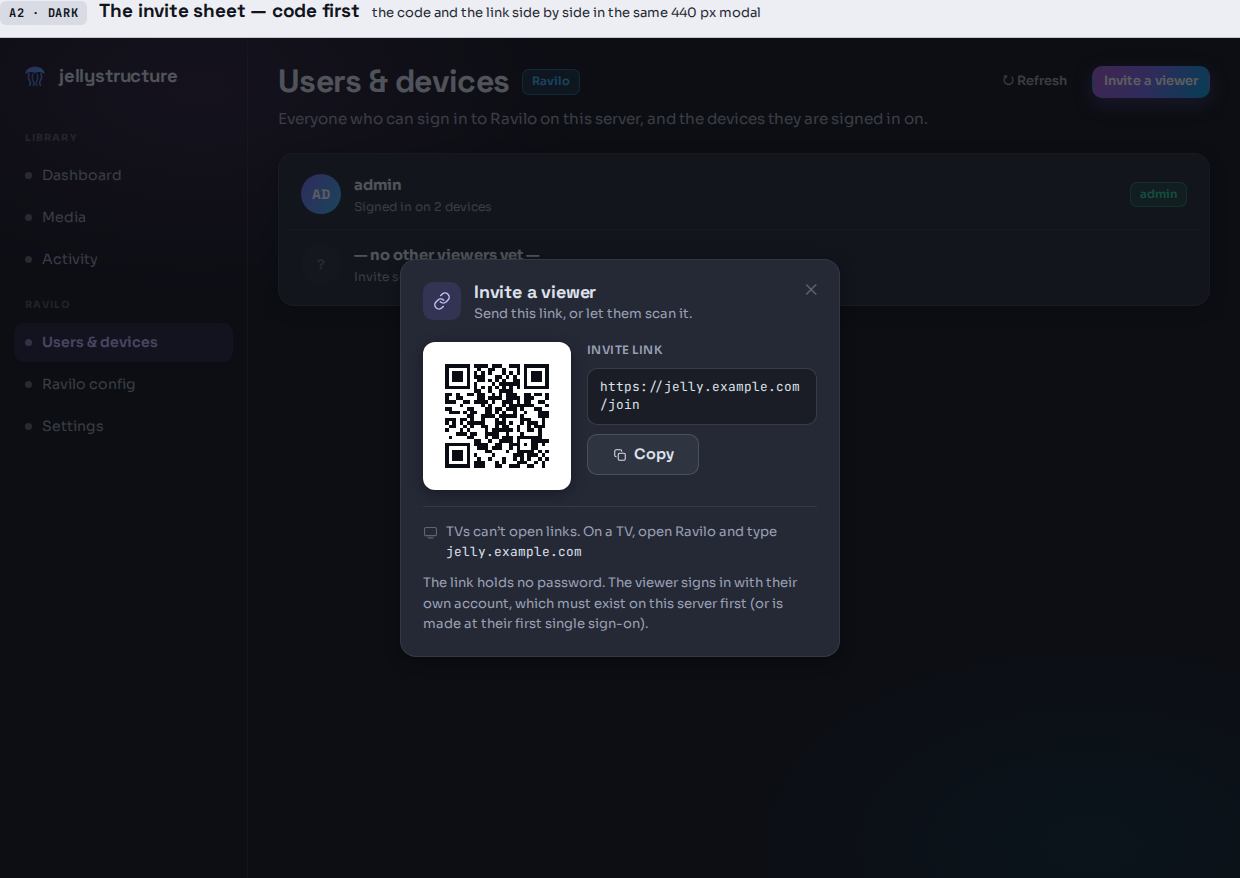 A2 · DARK The invite sheet — code first the code and the link side by side in the same 440 px modal
jellystructure
LIBRARY
Dashboard
Media
Activity
RAVILO
Users & devices
Ravilo config
Settings
Users & devices Ravilo
Refresh
Invite a viewer
Everyone who can sign in to Ravilo on this server, and the devices they are signed in on.
AD
admin
Signed in on 2 devices
admin
?
— no other viewers yet —
Invite s
Invite a viewer
Send this link, or let them scan it.
INVITE LINK
https://jelly.example.com
/join
Copy
TVs can't open links. On a TV, open Ravilo and type
jelly.example.com
The link holds no password. The viewer signs in with their
own account, which must exist on this server first (or is
made at their first single sign-on).